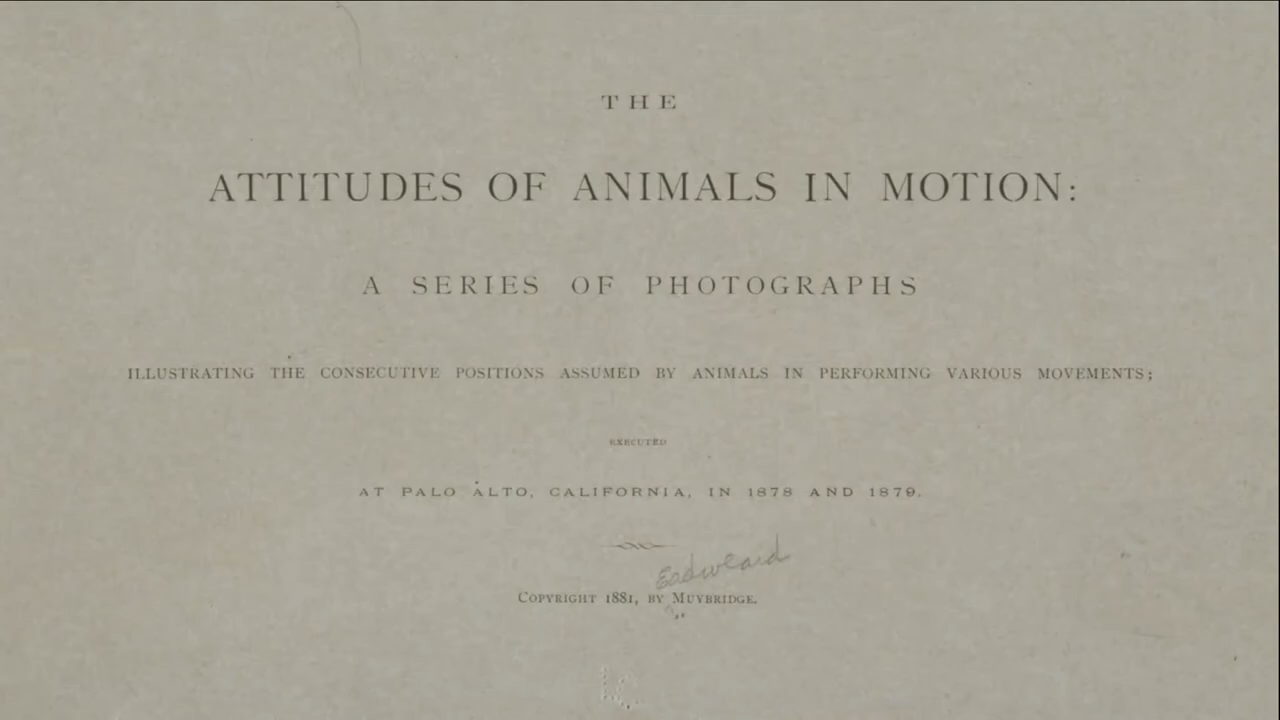 THE
ATTITUDES OF ANIMALS IN MOTION:
A SERIES OF PHOTOGRAPHS
ILLUSTRATING THE CONSECUTIVE POSITIONS ASSUMED BY ANIMALS IN PERFORMING VARIOUS MOVEMENTS;
EXECUTED
AT PALO ALTO, CALIFORNIA, IN 1878 AND 1879.
Eadweard
COPYRIGHT 1881, BY MUYBRIDGE.